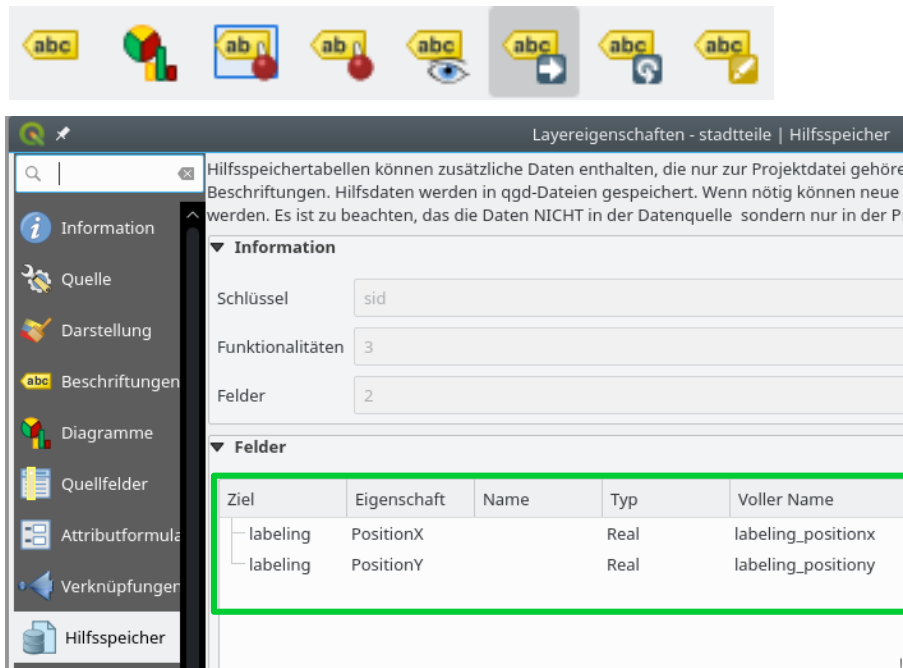 abc ab ab abc abc abc abc
Layereigenschaften - stadtteile | Hilfsspeicher
Hilfsspeichertabellen können zusätzliche Daten enthalten, die nur zur Projektdatei gehöre
Beschriftungen. Hilfsdaten werden in qgd-Dateien gespeichert. Wenn nötig können neue
werden. Es ist zu beachten, das die Daten NICHT in der Datenquelle sondern nur in der P
Information
Quelle
Darstellung
abc Beschriftungen
Diagramme
Quellfelder
Attributformula
Verknüpfungen
Hilfsspeicher
Information
Schlüssel sid
Funktionalitäten 3
Felder 2
Felder
Ziel Eigenschaft Name Typ Voller Name
labeling PositionX Real labeling_positionx
labeling PositionY Real labeling_positiony